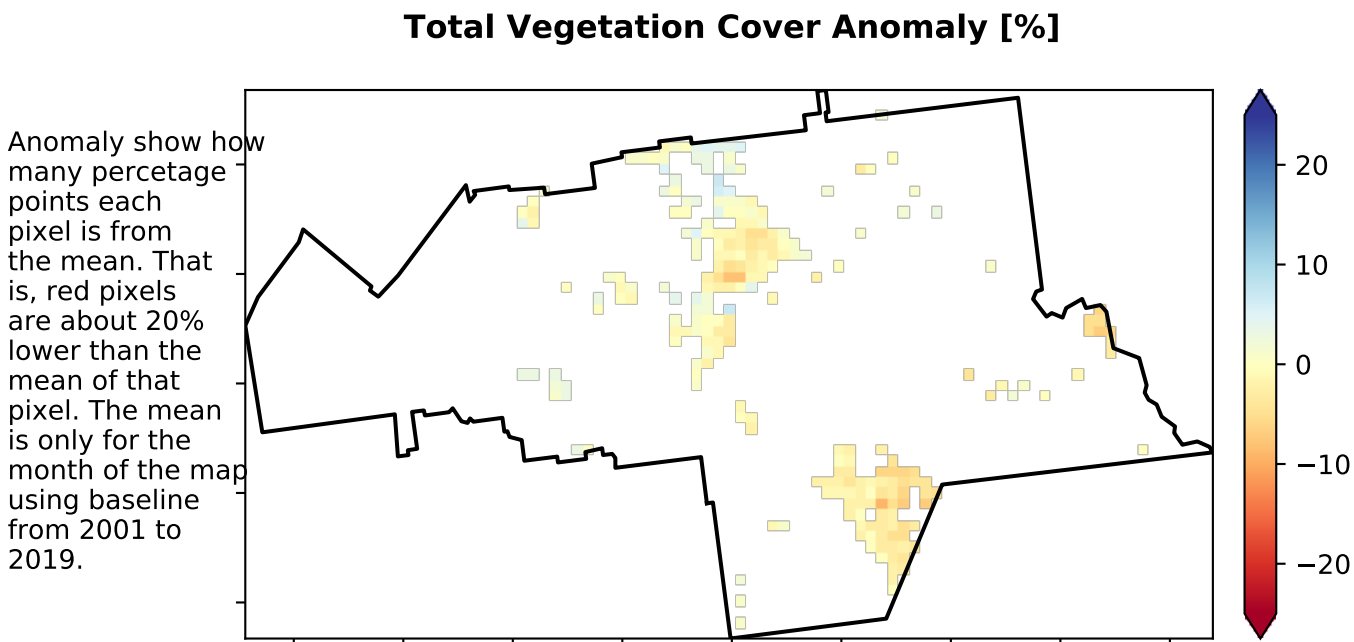 Total Vegetation Cover Anomaly [%]
Anomaly show how
many percetage
points each
pixel is from
the mean. That
is, red pixels
are about 20%
lower than the
mean of that
pixel. The mean
is only for the
month of the map
using baseline
from 2001 to
2019.
20
10
0
−10
−20